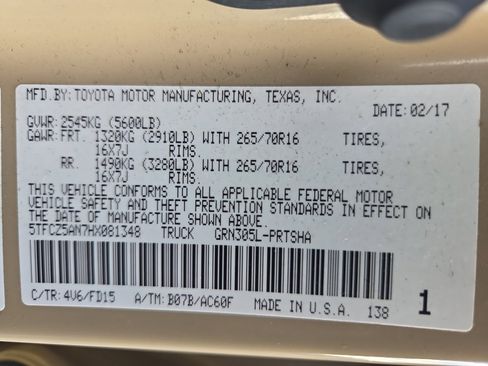 MFD.BY:TOYOTA MOTOR MANUFACTURING, TEXAS, INC.
DATE:02/17
GVWR:2545KG (5600LB)
GAWR:FRT. 1320KG (2910LB) WITH 265/70R16 TIRES,
16X7J RIMS.
RR. 1490KG (3280LB) WITH 265/70R16 TIRES,
16X7J RIMS.
THIS VEHICLE CONFORMS TO ALL APPLICABLE FEDERAL MOTOR
VEHICLE SAFETY AND THEFT PREVENTION STANDARDS IN EFFECT ON
THE DATE OF MANUFACTURE SHOWN ABOVE.
5TFCZ5AN7HX081348 TRUCK GRN305L-PRTSHA
C/TR:4V6/FD15 A/TM:B07B/AC60F MADE IN U.S.A. 138 1